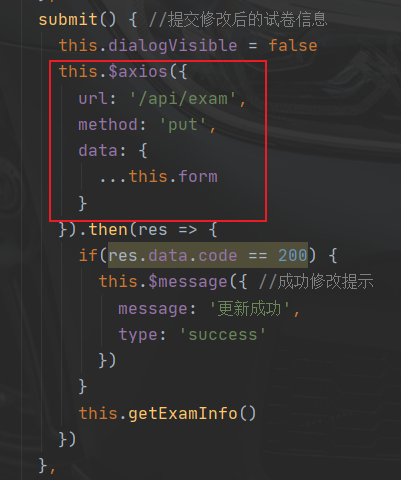 submit() { //提交修改后的试卷信息
this.dialogVisible = false
this.$axios({
url: '/api/exam',
method: 'put',
data: {
...this.form
}
}).then(res => {
if(res.data.code == 200) {
this.$message({ //成功修改提示
message: '更新成功',
type: 'success'
})
}
this.getExamInfo()
})
},